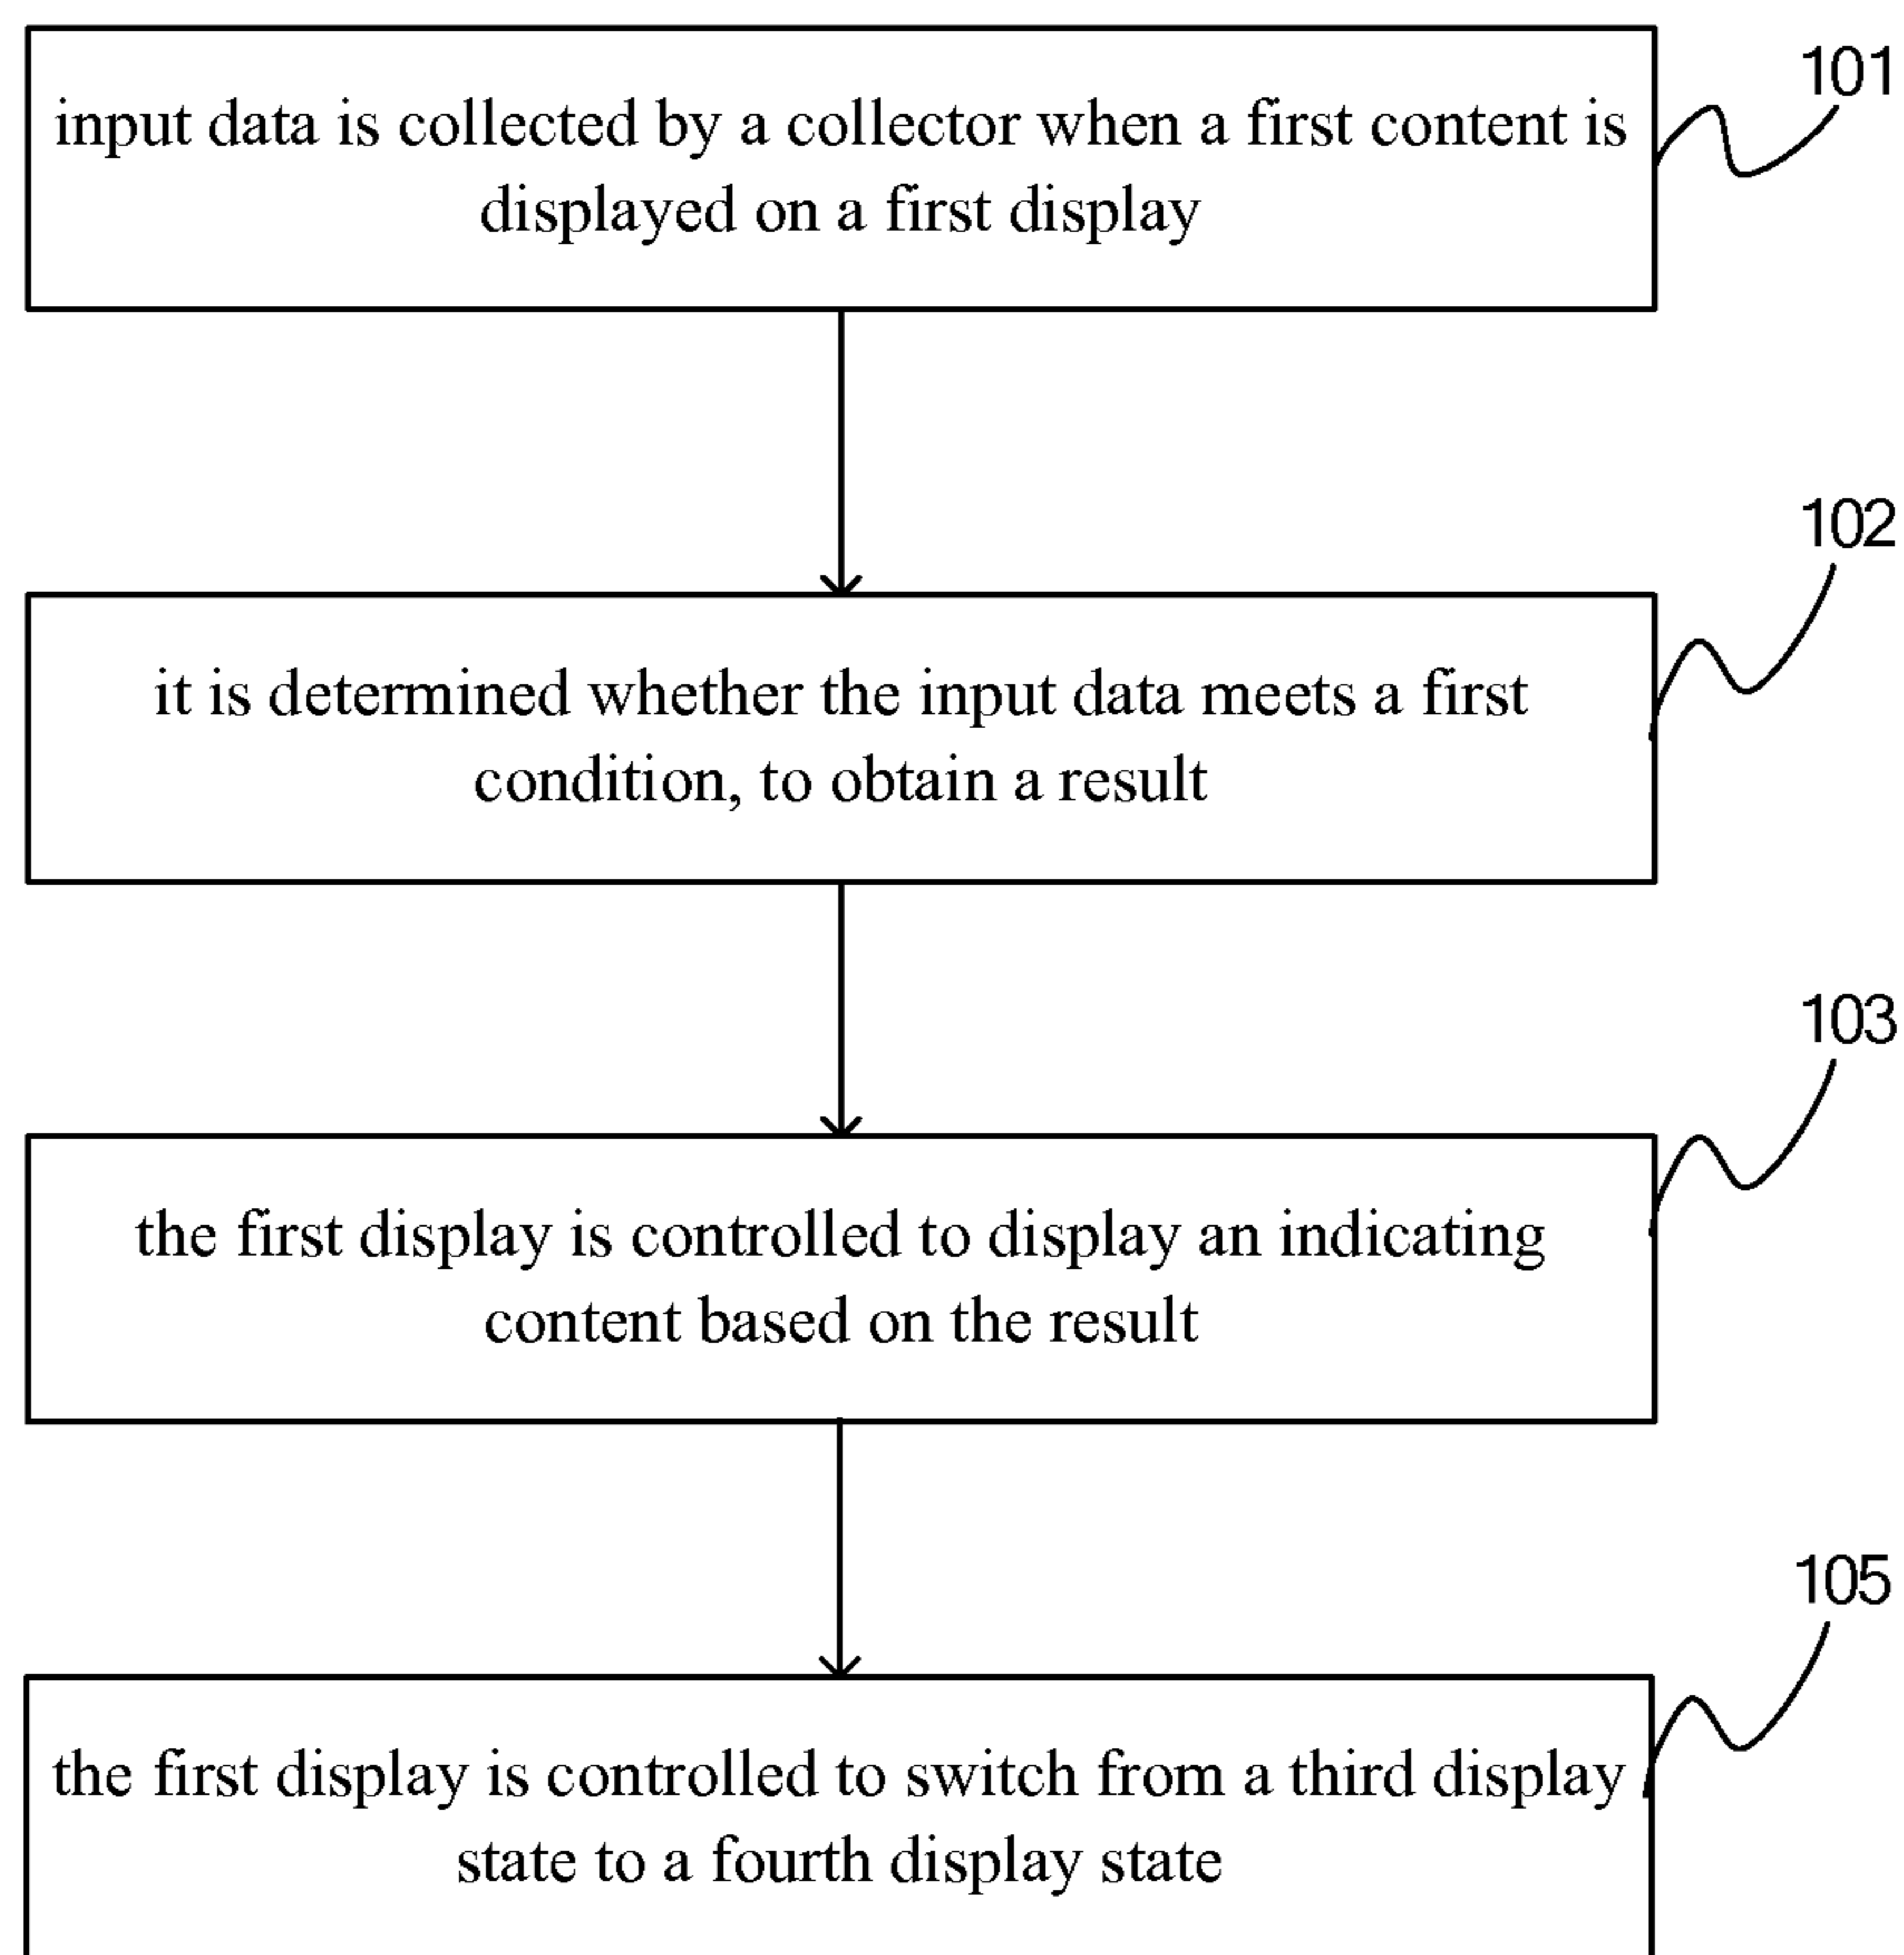 101
input data is collected by a collector when a first content is
displayed on a first display
102
it is determined whether the input data meets a first
condition, to obtain a result
103
the first display is controlled to display an indicating
content based on the result
105
the first display is controlled to switch from a third display
state to a fourth display state